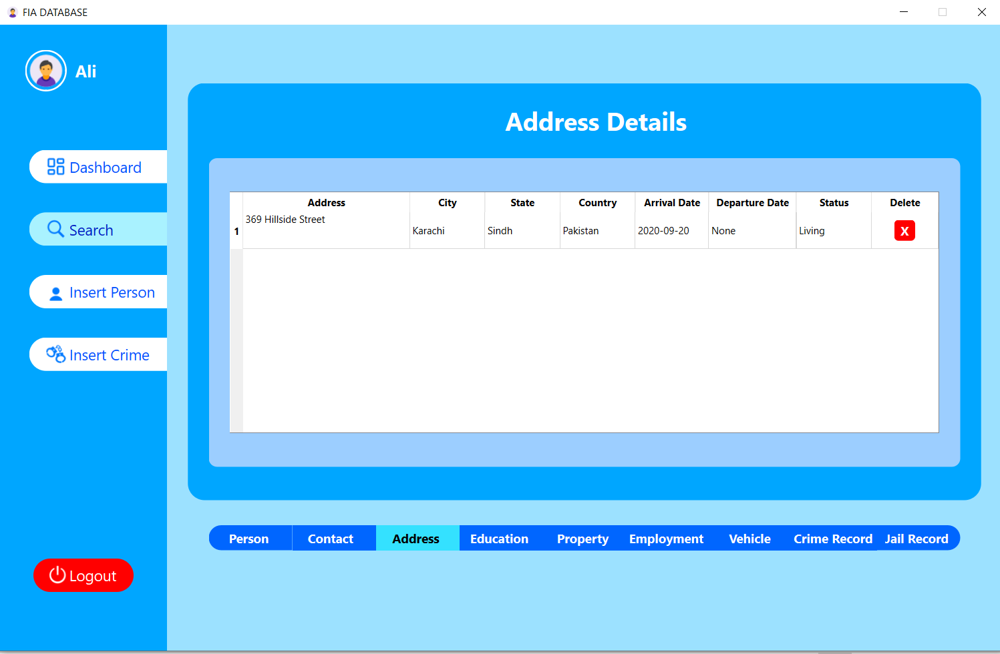 FIA DATABASE
Ali
Dashboard
Search
Insert Person
Insert Crime
Logout
Address Details
Address City State Country Arrival Date Departure Date Status Delete
1 369 Hillside Street Karachi Sindh Pakistan 2020-09-20 None Living X
Person Contact Address Education Property Employment Vehicle Crime Record Jail Record